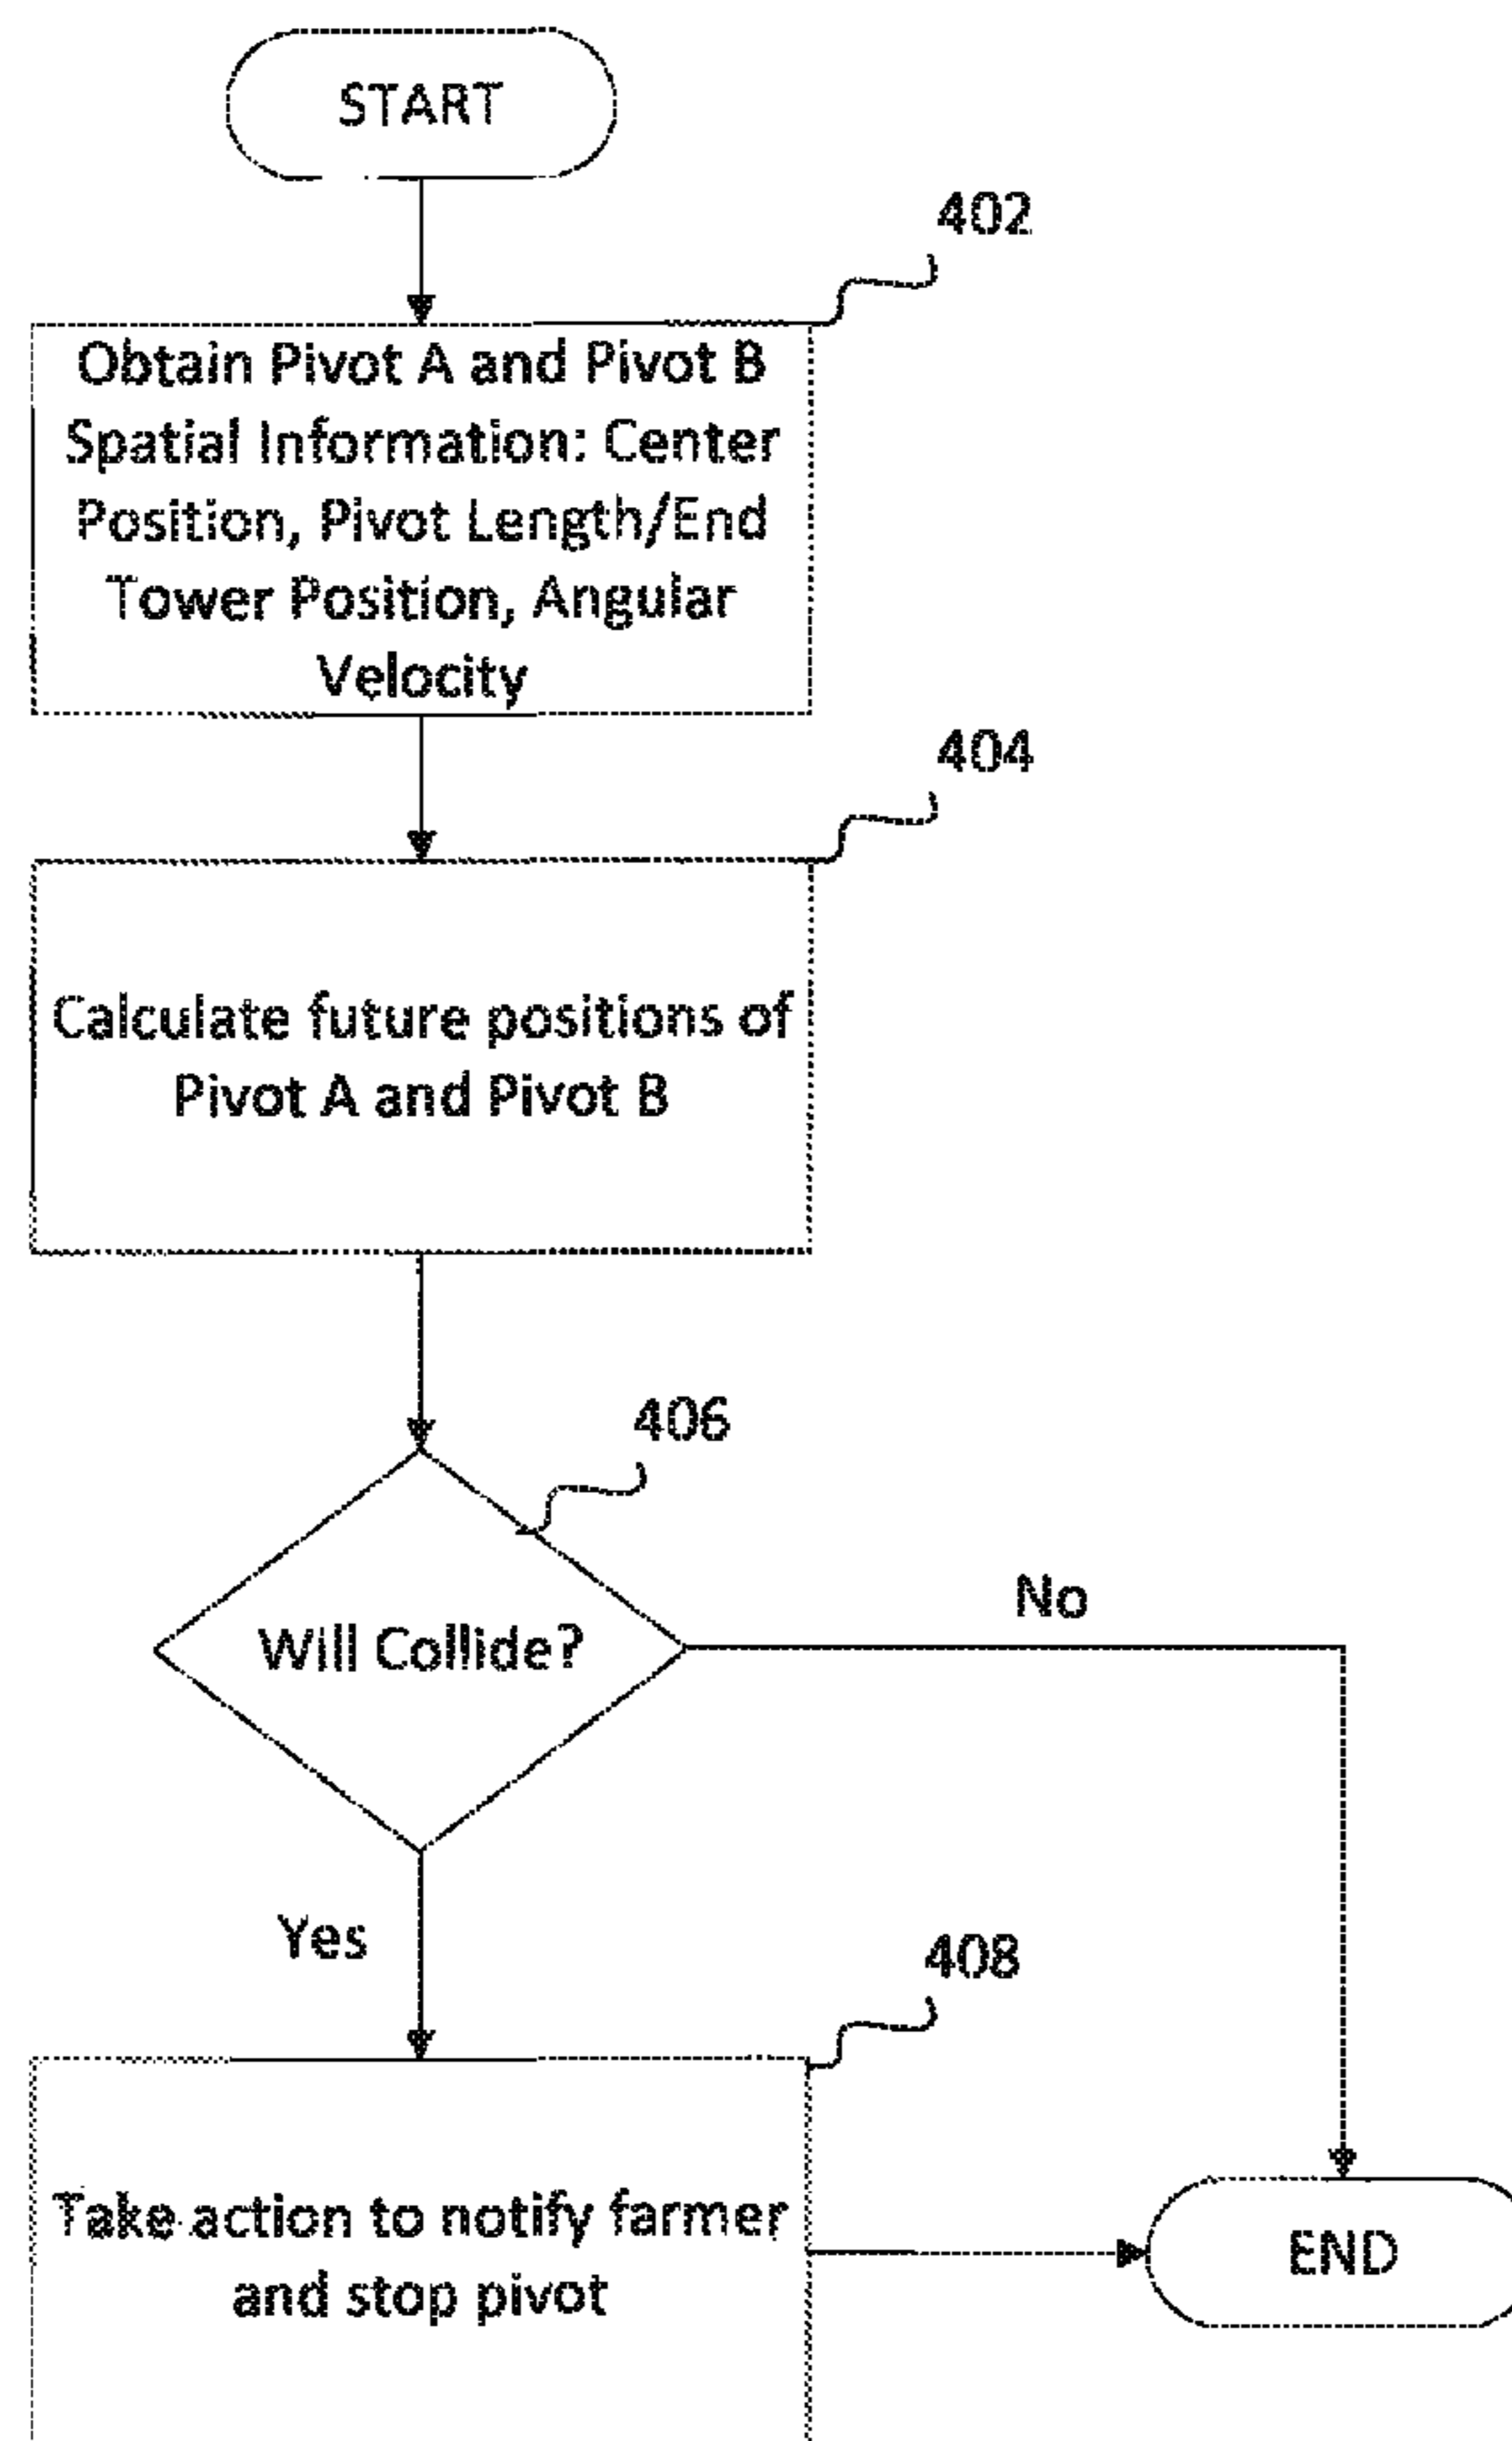 START
402
Obtain Pivot A and Pivot B
Spatial Information: Center
Position, Pivot Length/End
Tower Position, Angular
Velocity
404
Calculate future positions of
Pivot A and Pivot B
406
Will Collide?
No
Yes
408
Take action to notify farmer
and stop pivot
END